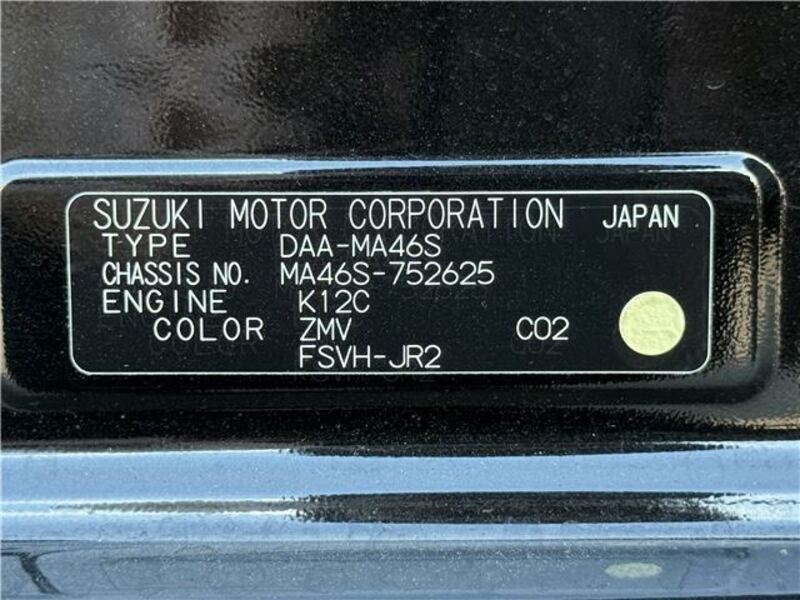 SUZUKI MOTOR CORPORATION JAPAN
TYPE DAA-MA46S
CHASSIS NO. MA46S-752625
ENGINE K12C
COLOR ZMV C02
FSVH-JR2